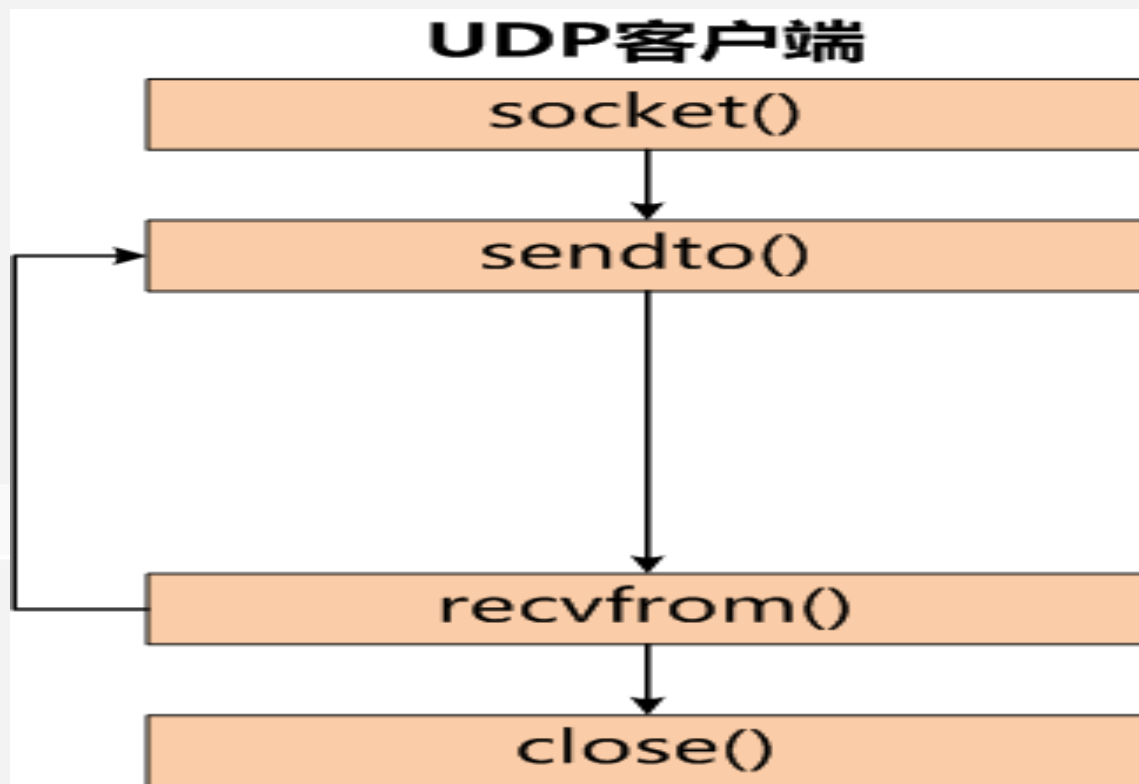 UDP客户端
socket()
sendto()
recvfrom()
close()